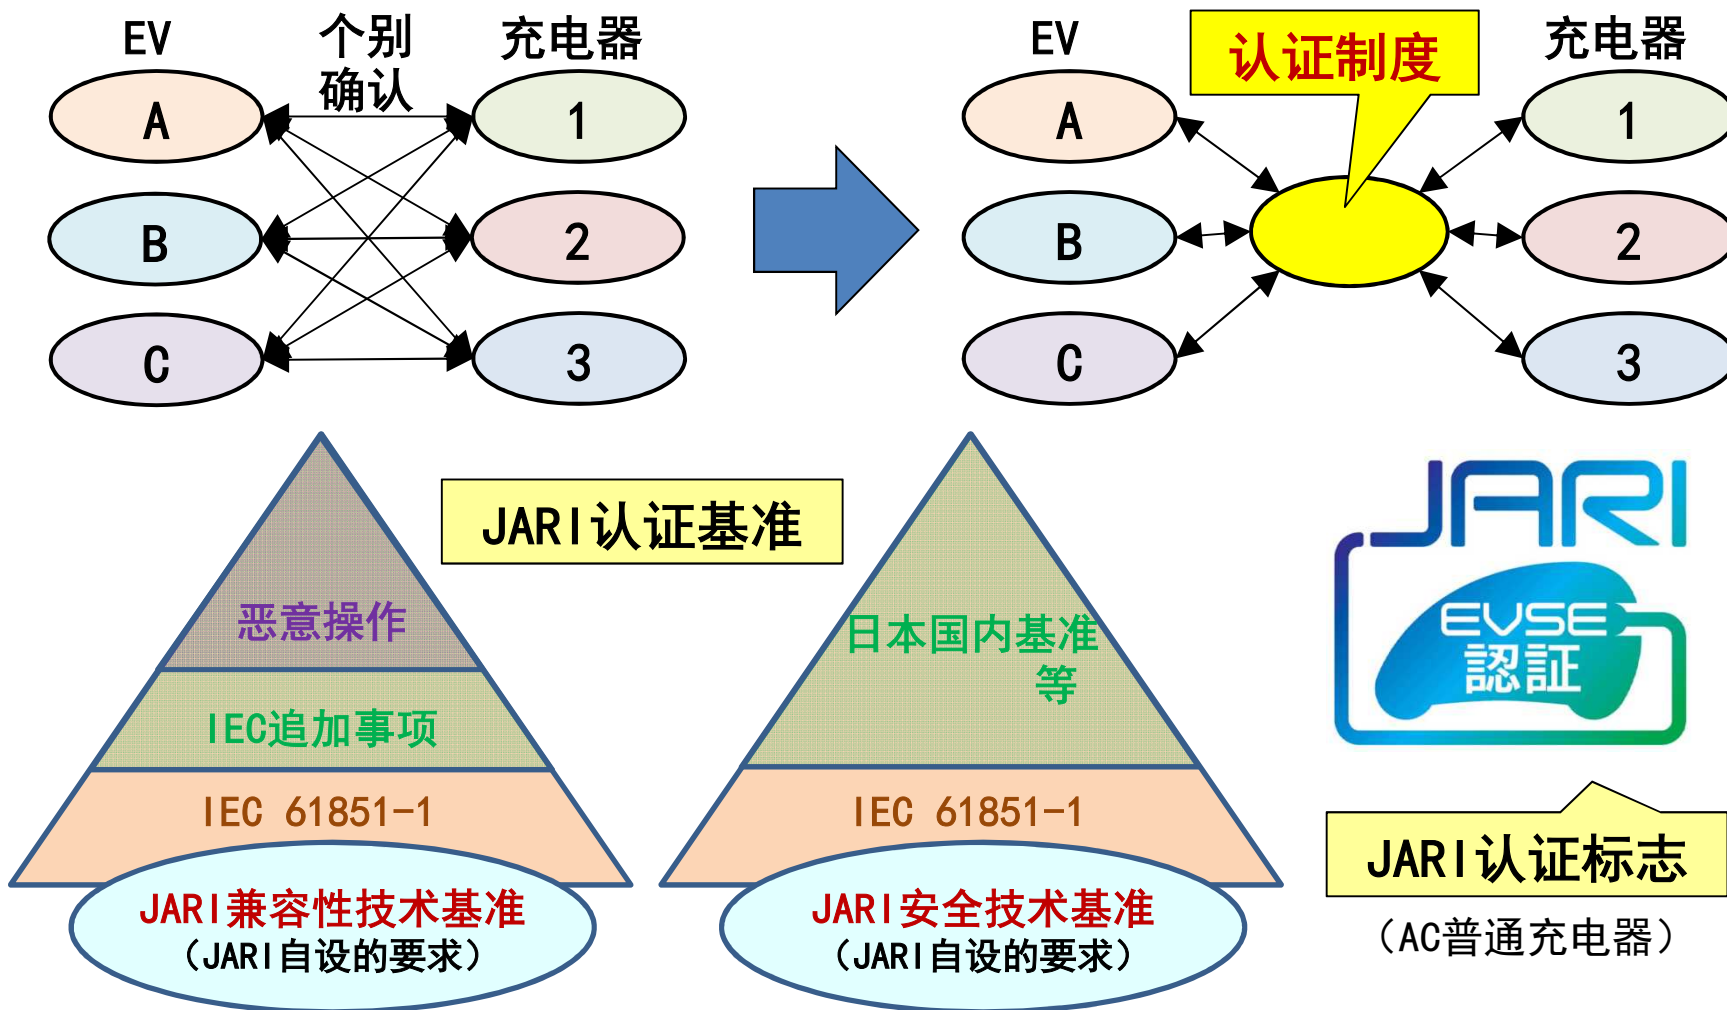 EV
个别
确认
充电器
A
1
B
2
C
3
EV
认证制度
充电器
A
1
B
2
C
3
JARI认证基准
恶意操作
IEC追加事项
IEC 61851-1
JARI兼容性技术基准
（JARI自设的要求）
日本国内基准
等
IEC 61851-1
JARI安全技术基准
（JARI自设的要求）
JARI
EVSE
認証
JARI认证标志
（AC普通充电器）